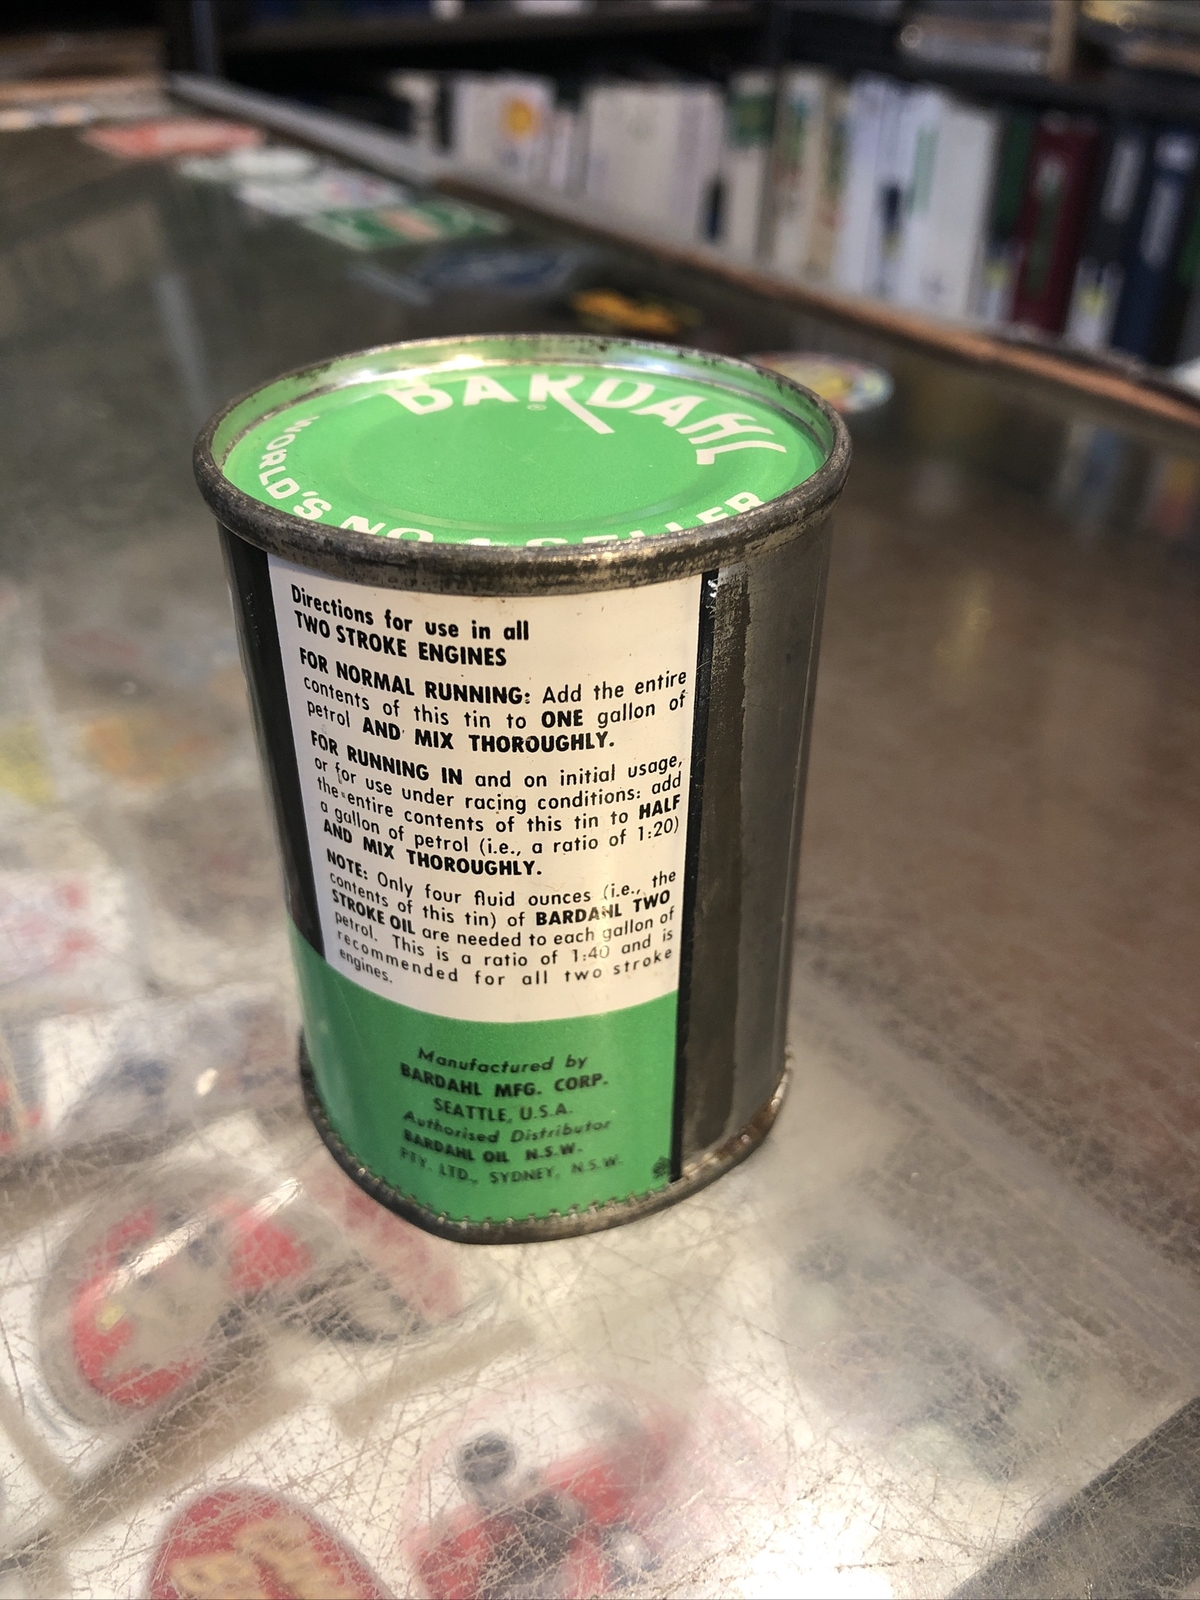 BARDAHL
®
WORLD'S NO. 1 SELLER
Directions for use in all
TWO STROKE ENGINES
FOR NORMAL RUNNING: Add the entire
contents of this tin to ONE gallon of
petrol AND MIX THOROUGHLY.
FOR RUNNING IN and on initial usage,
or for use under racing conditions: add
the entire contents of this tin to HALF
a gallon of petrol (i.e., a ratio of 1:20)
AND MIX THOROUGHLY.
NOTE: Only four fluid ounces (i.e., the
contents of this tin) of BARDAHL TWO
STROKE OIL are needed to each gallon of
petrol. This is a ratio of 1:40 and is
recommended for all two stroke
engines.
Manufactured by
BARDAHL MFG. CORP.
SEATTLE, U.S.A.
Authorised Distributor
BARDAHL OIL N.S.W.
PTY. LTD., SYDNEY, N.S.W.